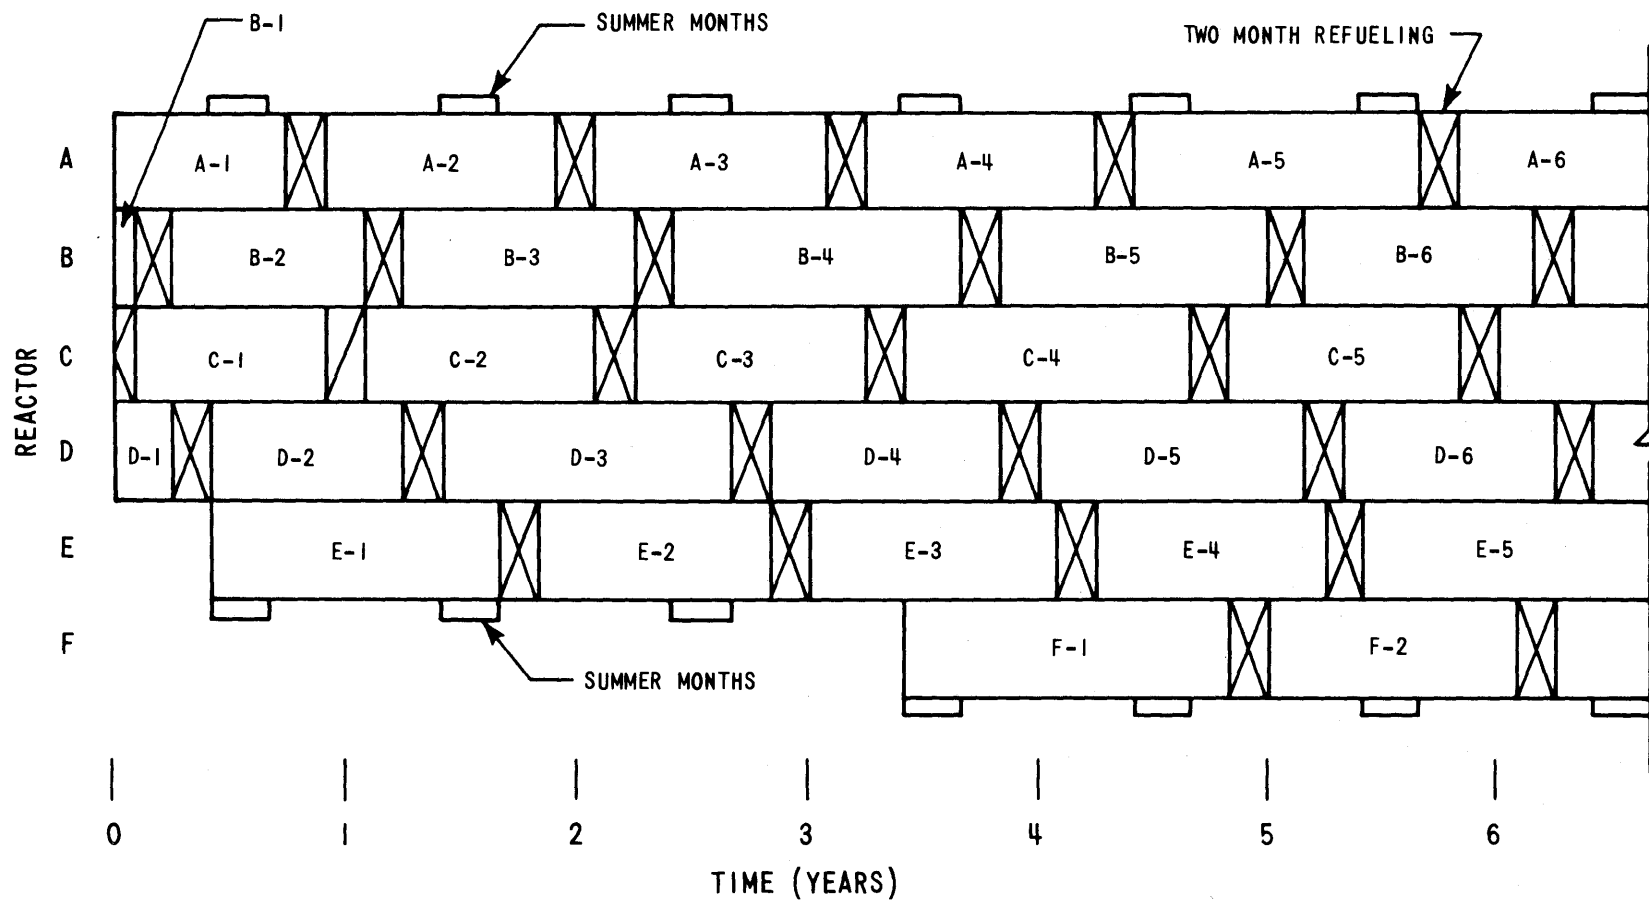 B-1
SUMMER MONTHS
TWO MONTH REFUELING
A
A-1
A-2
A-3
A-4
A-5
A-6
B
B-2
B-3
B-4
B-5
B-6
REACTOR
C
C-1
C-2
C-3
C-4
C-5
D
D-1
D-2
D-3
D-4
D-5
D-6
E
E-1
E-2
E-3
E-4
E-5
F
F-1
F-2
SUMMER MONTHS
0
1
2
3
4
5
6
TIME (YEARS)